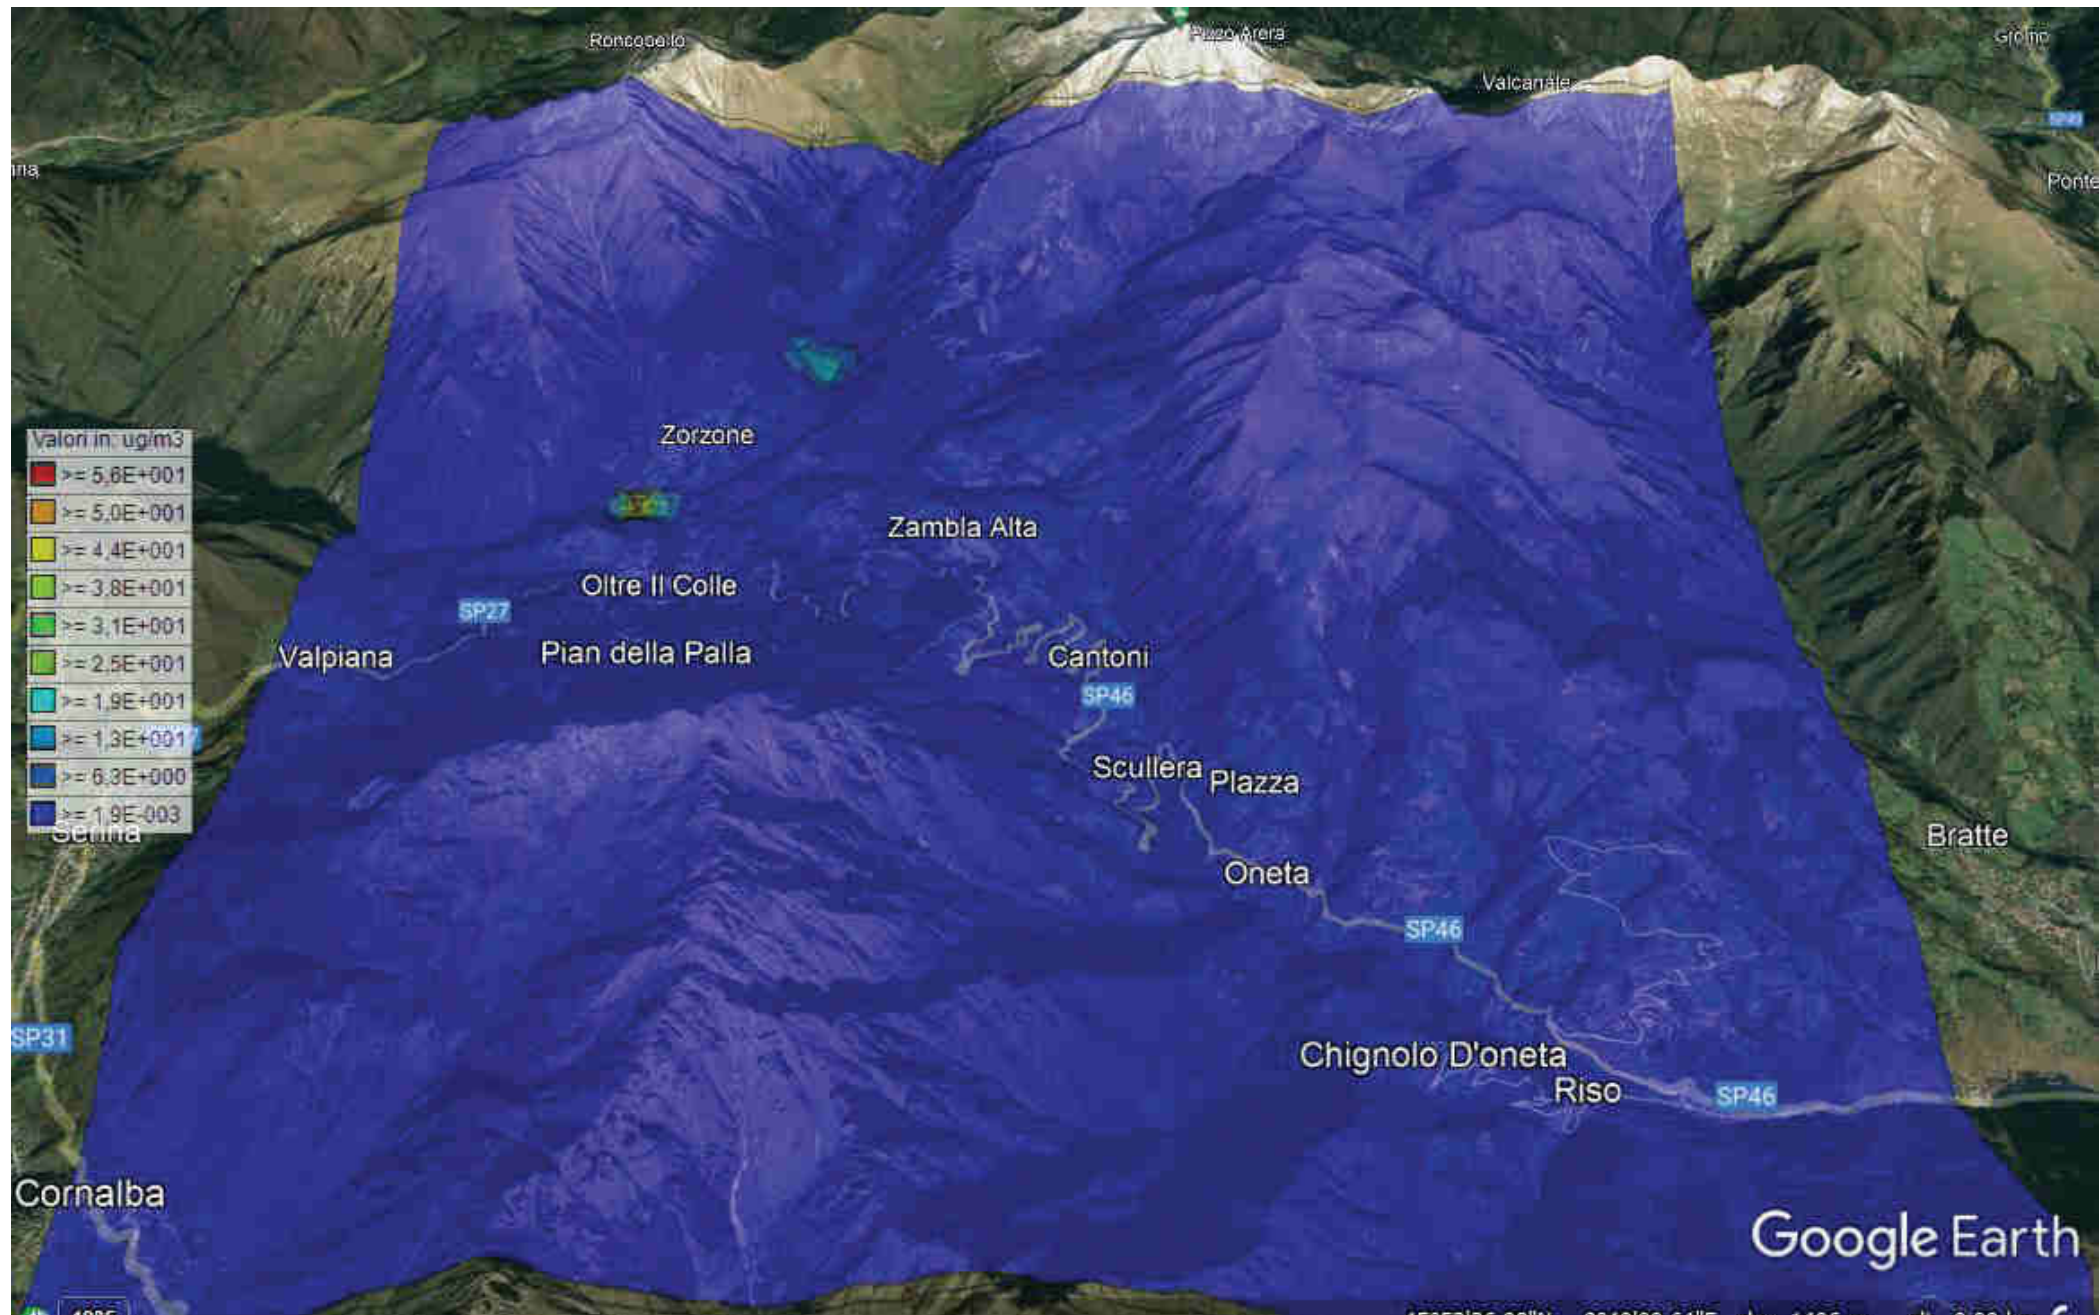 Roncobello
Pizzo Arera
Gromo
Valcanale
Ponte
Zorzone
Valori in: ug/m3
>= 5,6E+001
>= 5,0E+001
>= 4,4E+001
>= 3,8E+001
>= 3,1E+001
>= 2,5E+001
>= 1,9E+001
>= 1,3E+001
>= 6,3E+000
>= 1,9E-003
Zambla Alta
Oltre Il Colle
SP27
Valpiana
Pian della Palla
Cantoni
SP46
Scullera
Plazza
Serina
Bratte
Oneta
SP46
SP31
Chignolo D'oneta
Riso
SP46
Cornalba
Google Earth